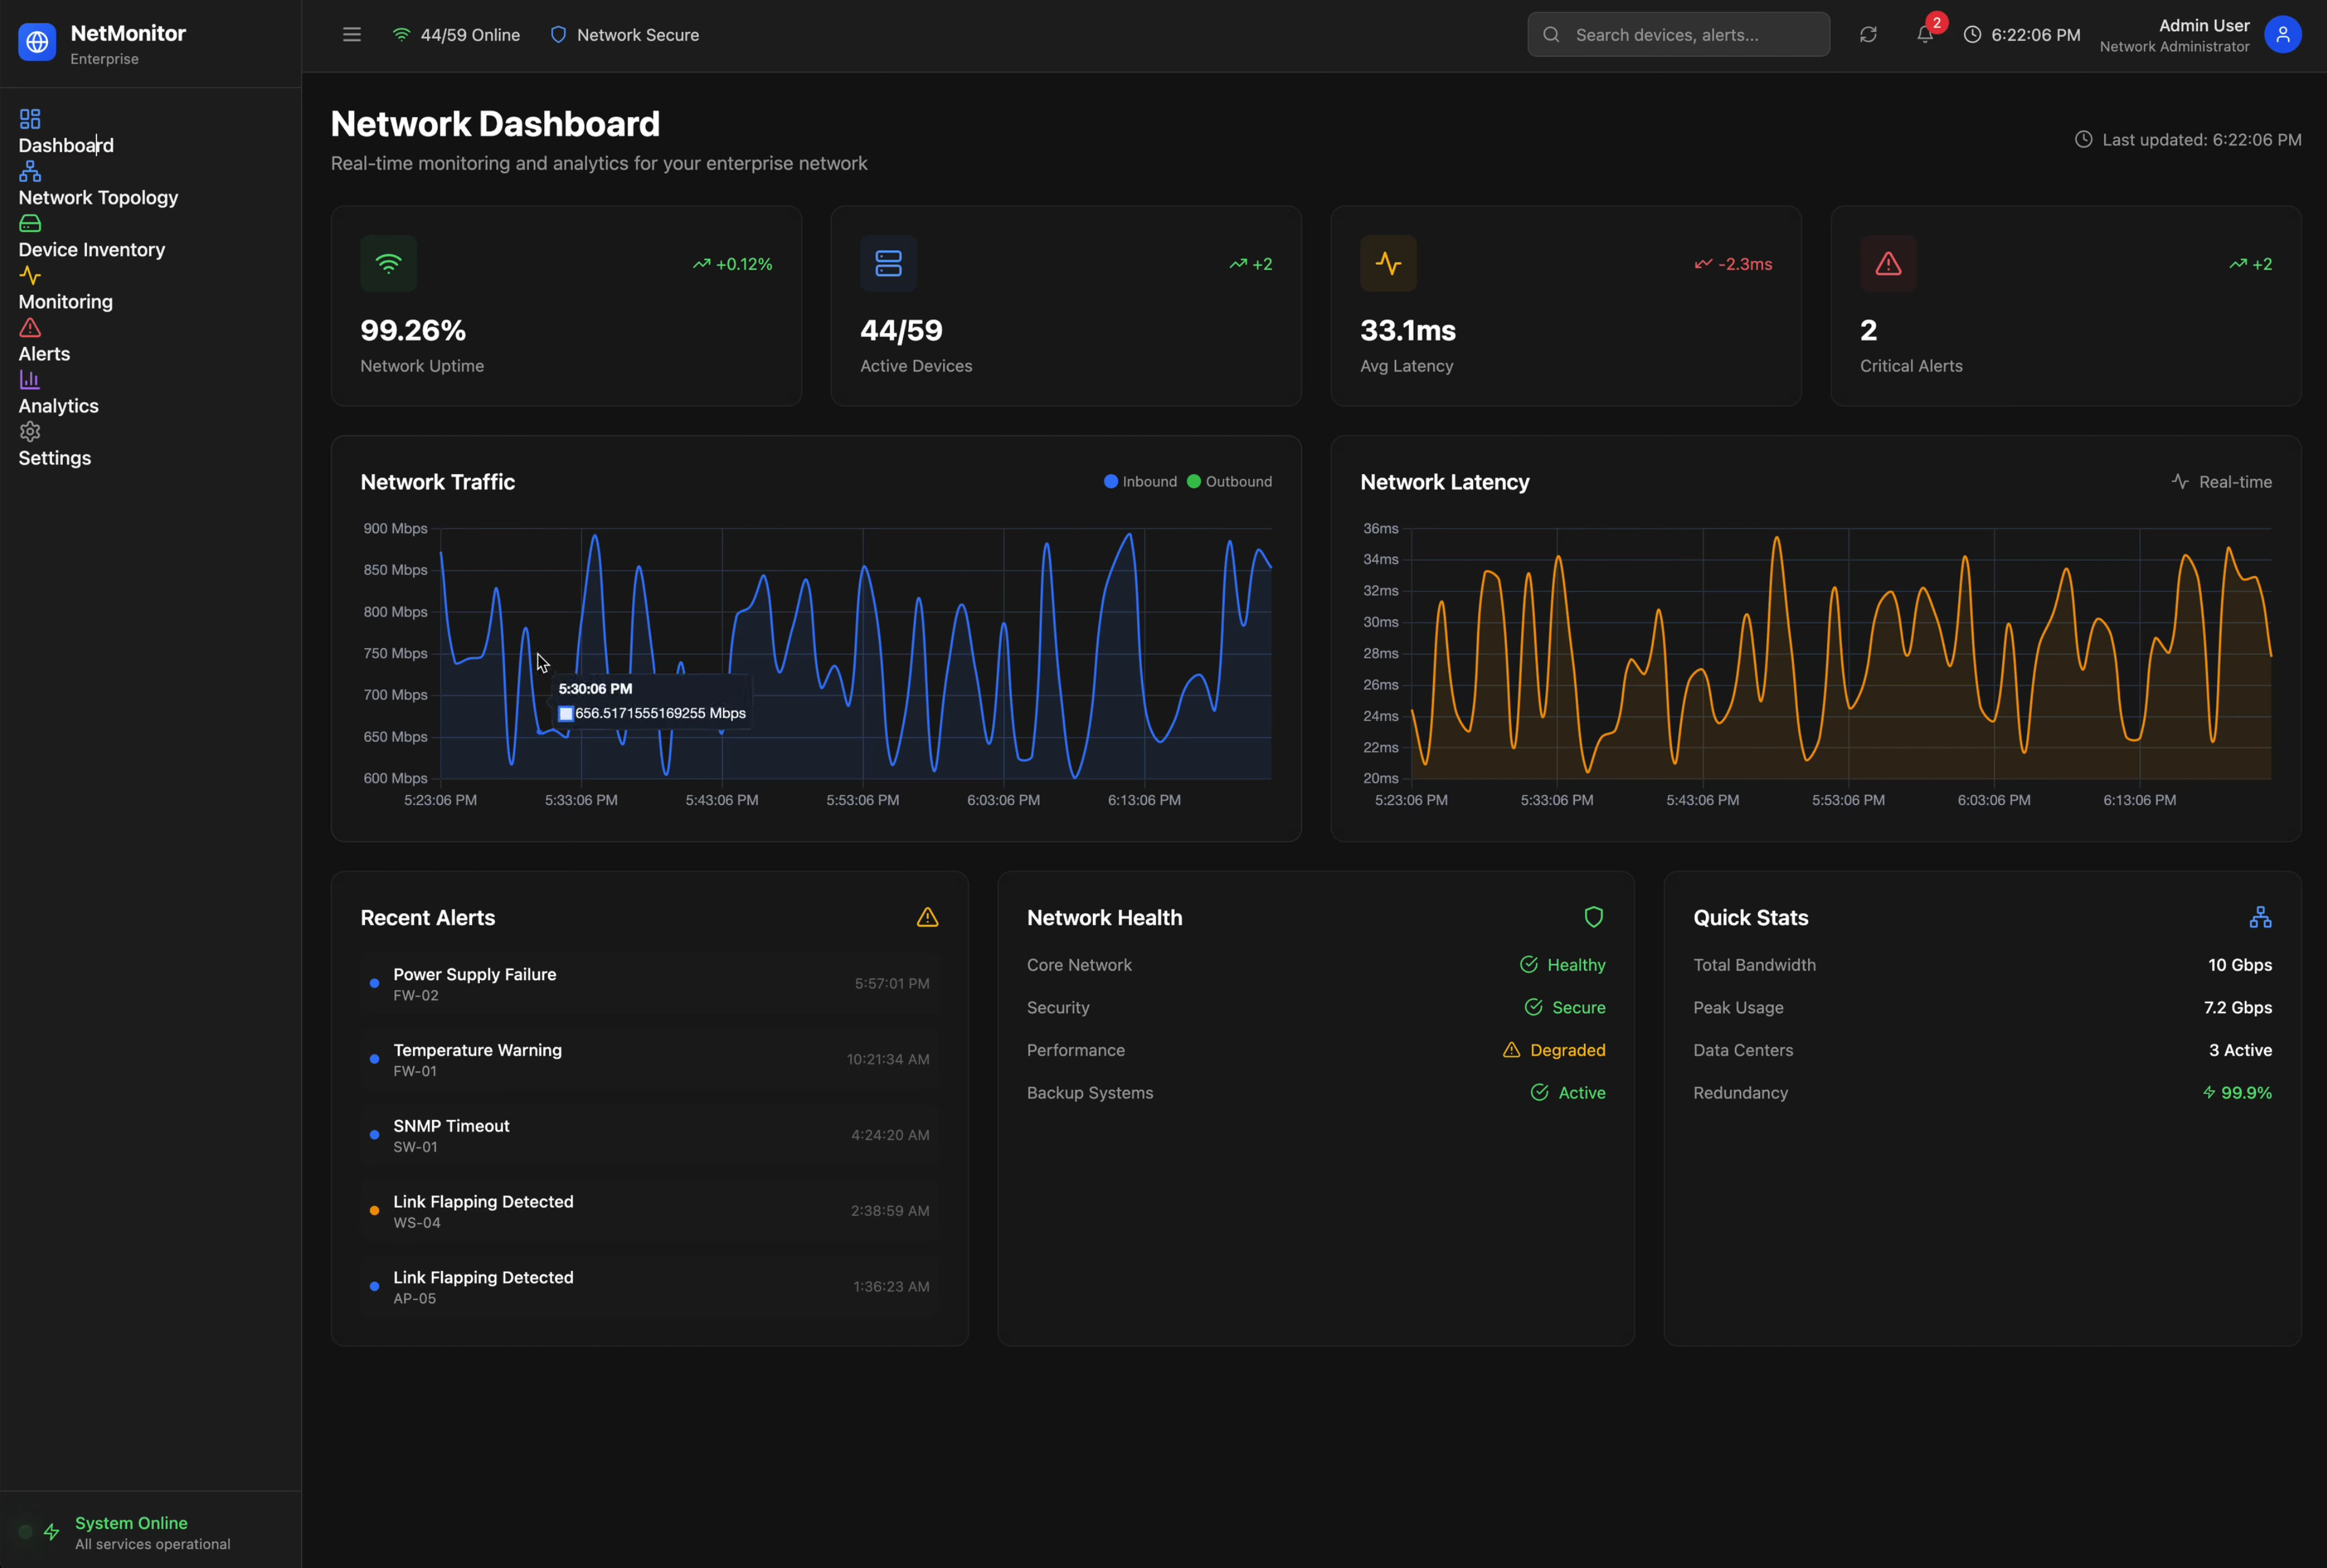 NetMonitor
Enterprise
44/59 Online
Network Secure
Search devices, alerts...
2
6:22:06 PM
Admin User
Network Administrator
Dashboard
Network Topology
Device Inventory
Monitoring
Alerts
Analytics
Settings
System Online
All services operational
Network Dashboard
Real-time monitoring and analytics for your enterprise network
Last updated: 6:22:06 PM
+0.12%
99.26%
Network Uptime
+2
44/59
Active Devices
-2.3ms
33.1ms
Avg Latency
+2
2
Critical Alerts
Network Traffic
Inbound
Outbound
900 Mbps
850 Mbps
800 Mbps
750 Mbps
700 Mbps
650 Mbps
600 Mbps
5:30:06 PM
656.5171555169255 Mbps
5:23:06 PM
5:33:06 PM
5:43:06 PM
5:53:06 PM
6:03:06 PM
6:13:06 PM
Network Latency
Real-time
36ms
34ms
32ms
30ms
28ms
26ms
24ms
22ms
20ms
5:23:06 PM
5:33:06 PM
5:43:06 PM
5:53:06 PM
6:03:06 PM
6:13:06 PM
Recent Alerts
Power Supply Failure
FW-02
5:57:01 PM
Temperature Warning
FW-01
10:21:34 AM
SNMP Timeout
SW-01
4:24:20 AM
Link Flapping Detected
WS-04
2:38:59 AM
Link Flapping Detected
AP-05
1:36:23 AM
Network Health
Core Network
Healthy
Security
Secure
Performance
Degraded
Backup Systems
Active
Quick Stats
Total Bandwidth
10 Gbps
Peak Usage
7.2 Gbps
Data Centers
3 Active
Redundancy
99.9%